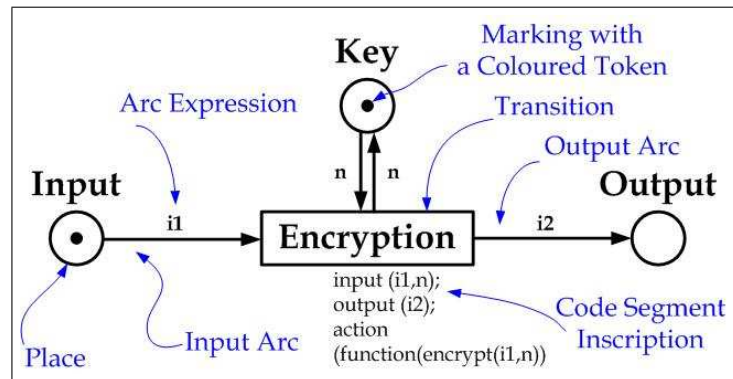 Marking with
a Coloured Token
Key
Arc Expression
Transition
Output Arc
Input
n n
Output
i1
Encryption
i2
input (i1,n);
output (i2);
action
(function(encrypt(i1,n))
Code Segment
Inscription
Input Arc
Place